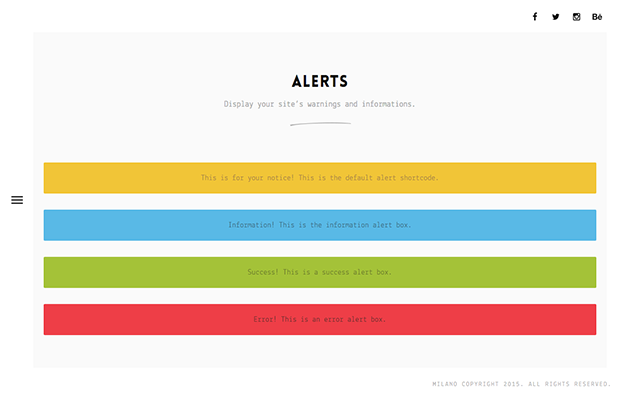 Bē
ALERTS
Display your site's warnings and informations.
This is for your notice! This is the default alert shortcode.
Information! This is the information alert box.
Success! This is a success alert box.
Error! This is an error alert box.
MILANO COPYRIGHT 2015. ALL RIGHTS RESERVED.